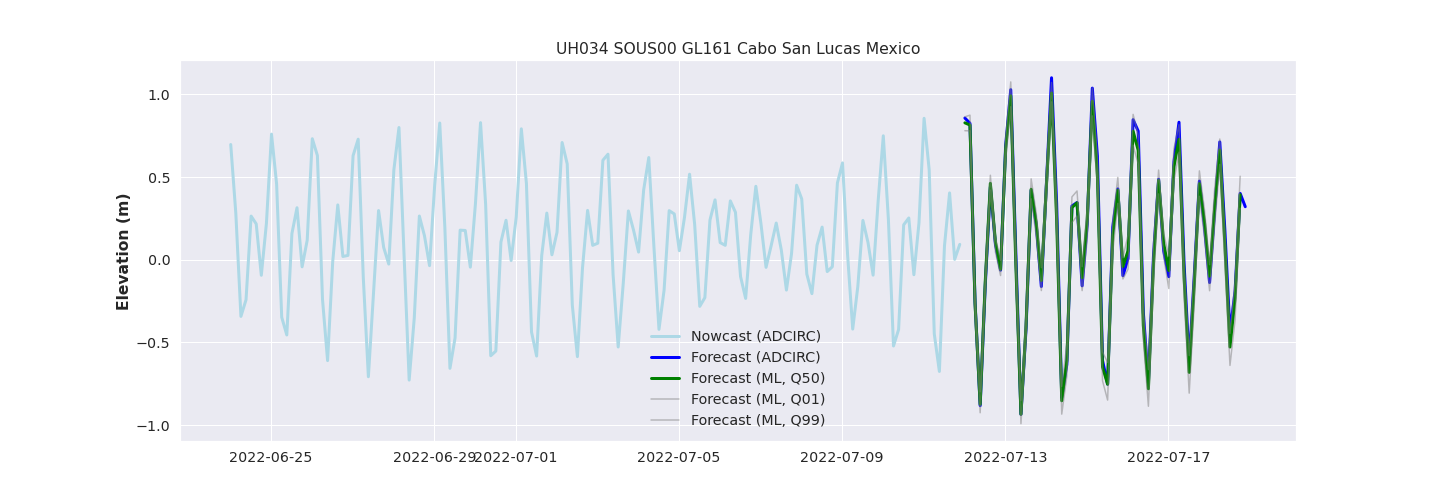 UH034 SOUS00 GL161 Cabo San Lucas Mexico
Elevation (m)
1.0
0.5
0.0
−0.5
−1.0
Nowcast (ADCIRC)
Forecast (ADCIRC)
Forecast (ML, Q50)
Forecast (ML, Q01)
Forecast (ML, Q99)
2022-06-25 2022-06-29 2022-07-01 2022-07-05 2022-07-09 2022-07-13 2022-07-17